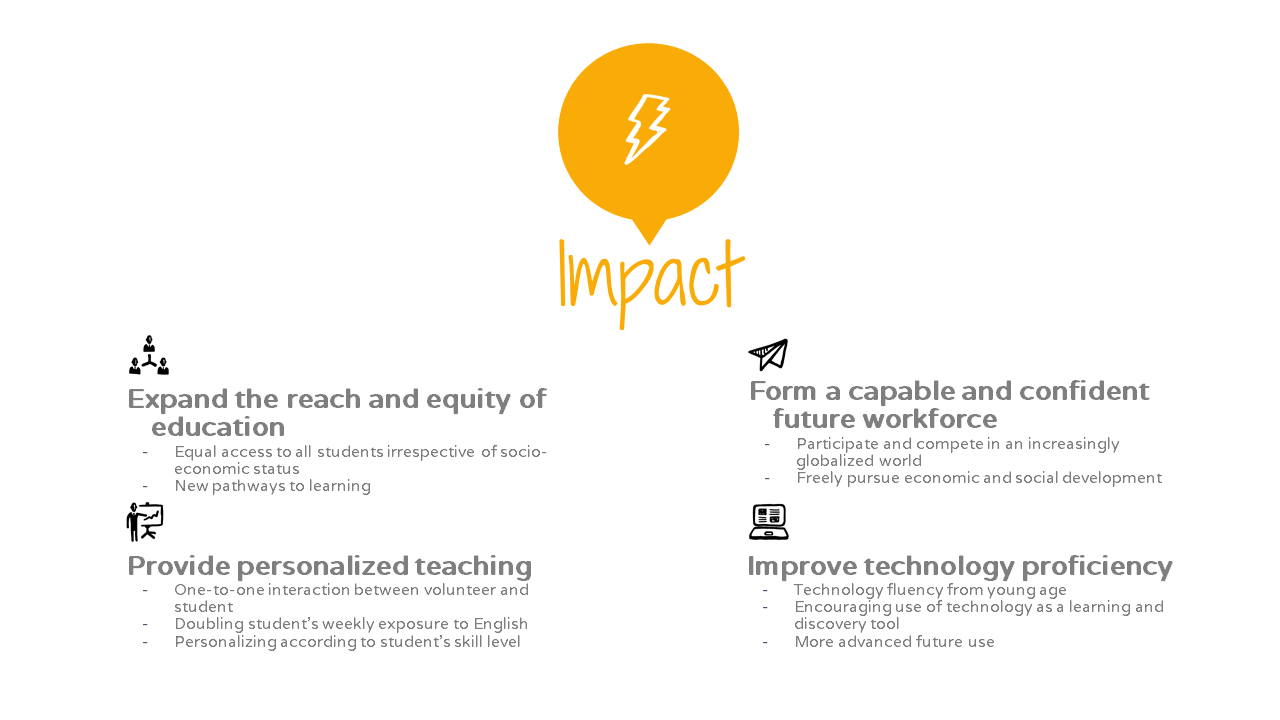 Impact
Expand the reach and equity of
education
- Equal access to all students irrespective of socio-
economic status
- New pathways to learning
Provide personalized teaching
- One-to-one interaction between volunteer and
student
- Doubling student’s weekly exposure to English
- Personalizing according to student’s skill level
Form a capable and confident
future workforce
- Participate and compete in an increasingly
globalized world
- Freely pursue economic and social development
Improve technology proficiency
- Technology fluency from young age
- Encouraging use of technology as a learning and
discovery tool
- More advanced future use